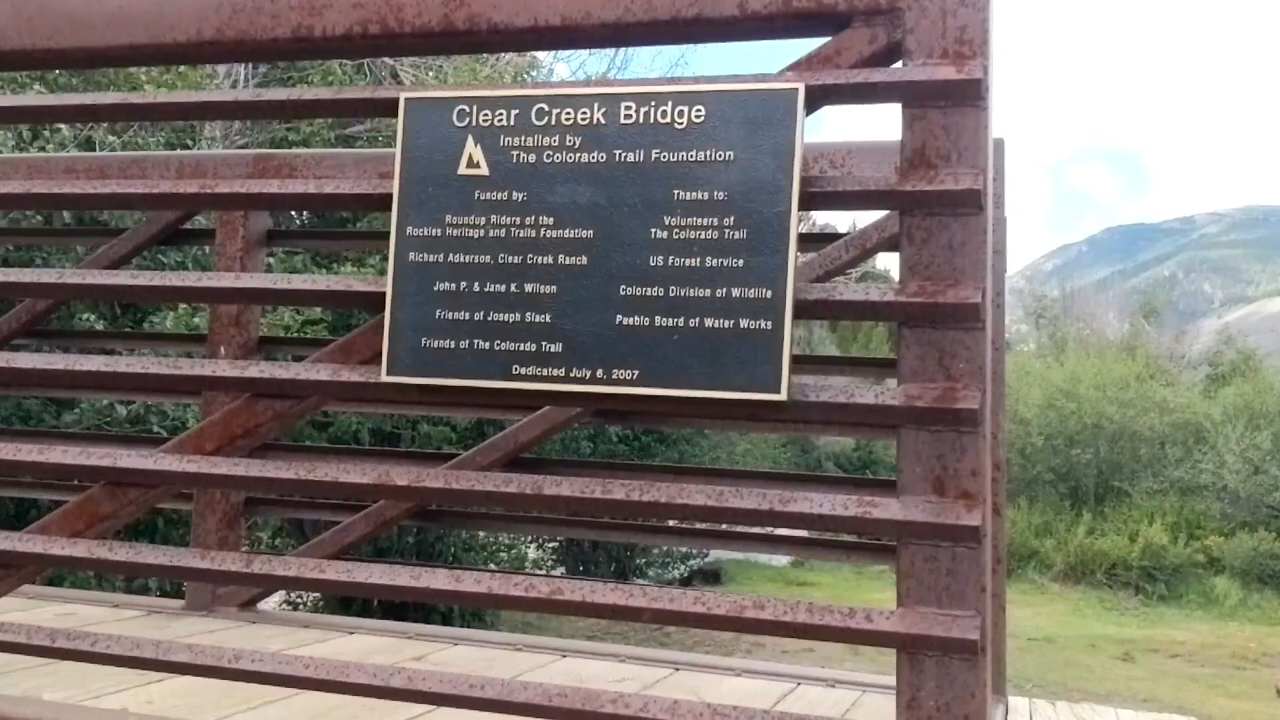 Clear Creek Bridge
Installed by
The Colorado Trail Foundation
Funded by:
Roundup Riders of the
Rockies Heritage and Trails Foundation
Richard Adkerson, Clear Creek Ranch
John P. & Jane K. Wilson
Friends of Joseph Slack
Friends of The Colorado Trail
Thanks to:
Volunteers of
The Colorado Trail
US Forest Service
Colorado Division of Wildlife
Pueblo Board of Water Works
Dedicated July 6, 2007